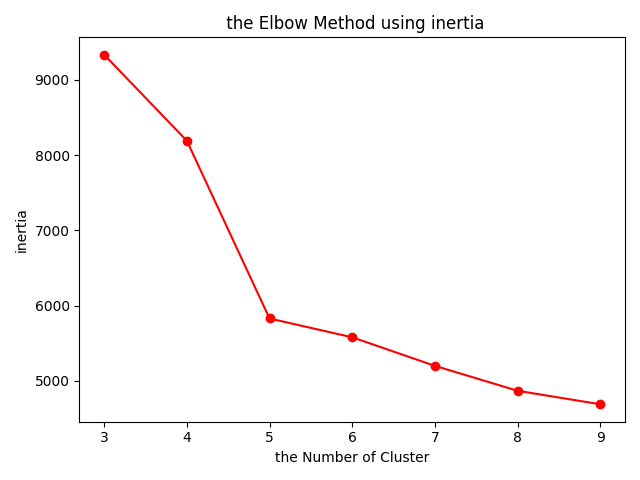 the Elbow Method using inertia
9000
8000
7000
6000
5000
inertia
3 4 5 6 7 8 9
the Number of Cluster